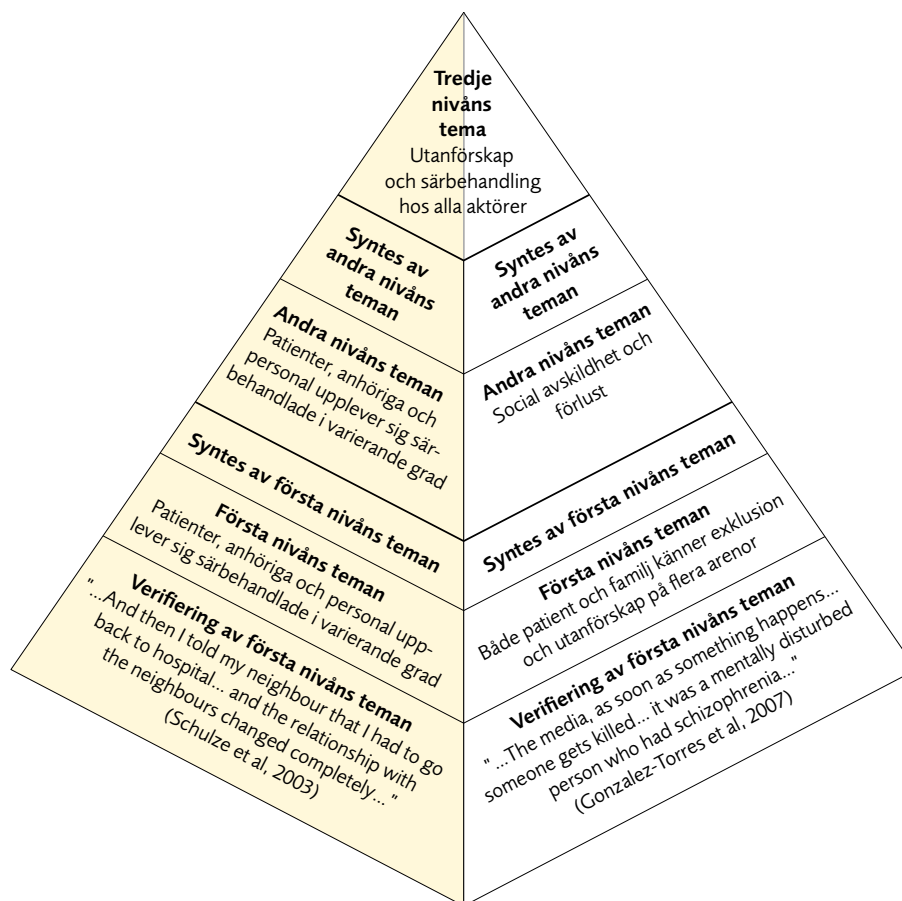 Tredje
nivåns
tema
Utanförskap
och särbehandling
hos alla aktörer
Syntes av
andra nivåns
teman
Andra nivåns teman
Patienter, anhöriga och
personal upplever sig sär-
behandlade i varierande grad
Syntes av första nivåns teman
Första nivåns teman
Patienter, anhöriga och personal upp-
lever sig särbehandlade i varierande grad
Verifiering av första nivåns teman
"...And then I told my neighbour that I had to go
back to hospital... and the relationship with
the neighbours changed completely... "
(Schulze et al, 2003)
Syntes av
andra nivåns
teman
Andra nivåns teman
Social avskildhet och
förlust
Syntes av första nivåns teman
Första nivåns teman
Både patient och familj känner exklusion
och utanförskap på flera arenor
Verifiering av första nivåns teman
" ...The media, as soon as something happens...
someone gets killed... it was a mentally disturbed
person who had schizophrenia..."
(Gonzalez-Torres et al, 2007)